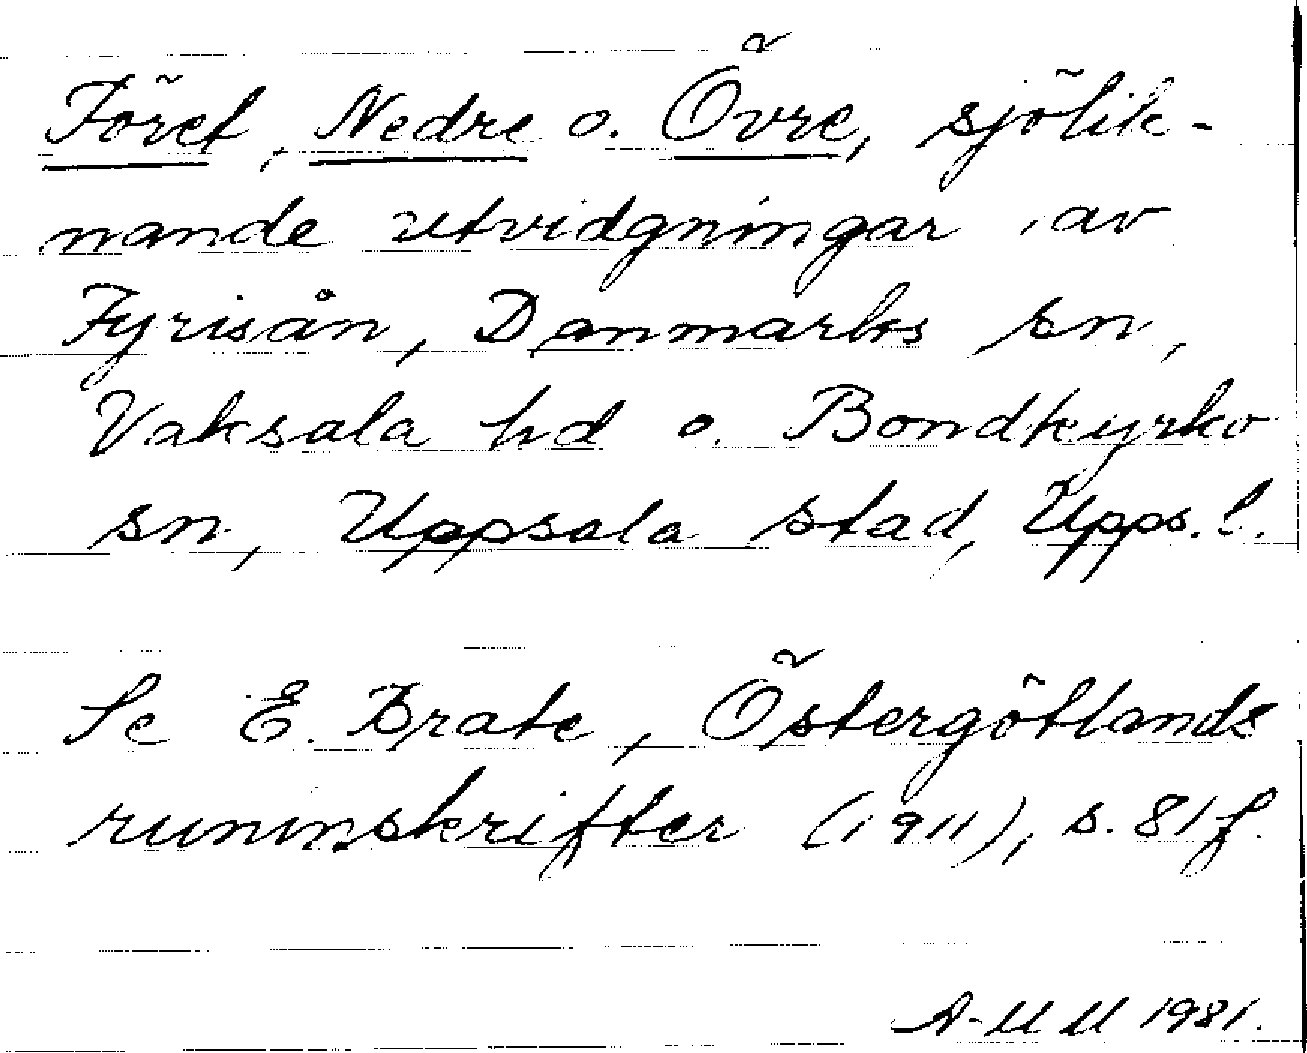 Föret, Nedre o. Övre, sjölik-
nande utvidgningar av
Fyrisån, Danmarks sn,
Vaksala hd o. Bondkyrko
sn, Uppsala stad, Upps. l.
Se E. Brate, Östergötlands
runinskrifter (1911), s. 81 f.
A-MM 1981.